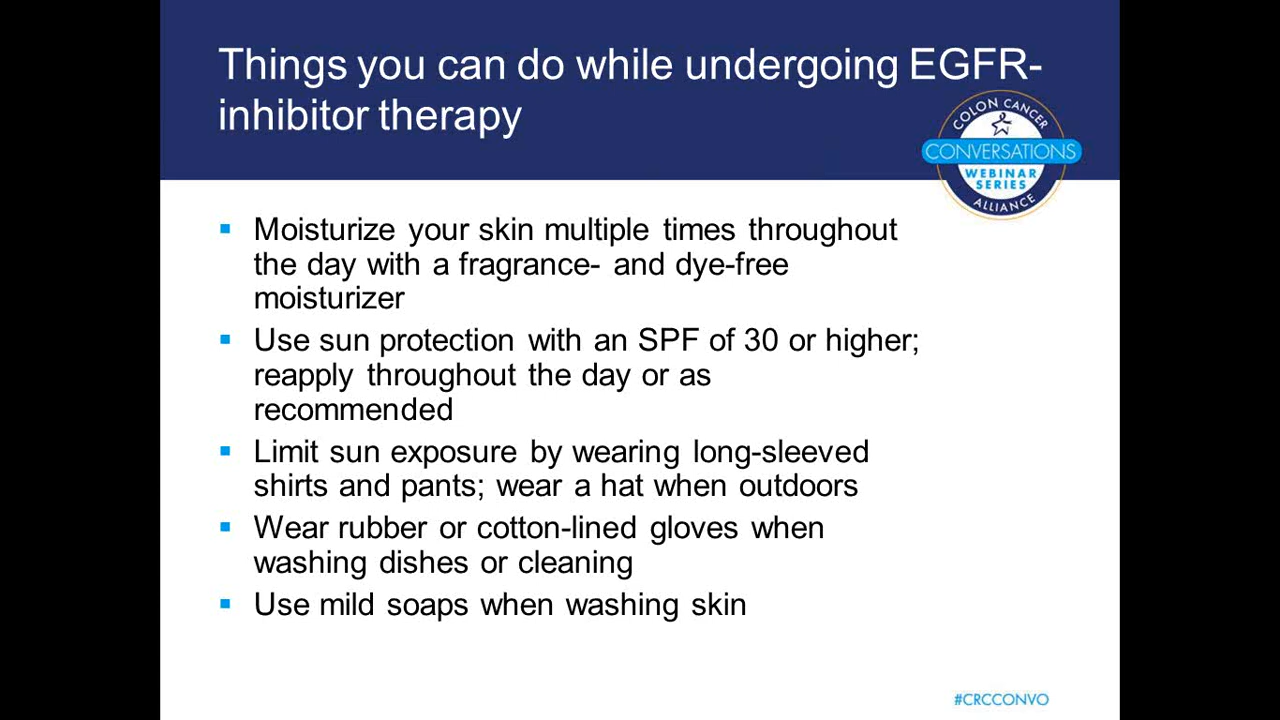 Things you can do while undergoing EGFR-
inhibitor therapy
COLON CANCER
CONVERSATIONS
WEBINAR
SERIES
ALLIANCE
Moisturize your skin multiple times throughout
the day with a fragrance- and dye-free
moisturizer
Use sun protection with an SPF of 30 or higher;
reapply throughout the day or as
recommended
Limit sun exposure by wearing long-sleeved
shirts and pants; wear a hat when outdoors
Wear rubber or cotton-lined gloves when
washing dishes or cleaning
Use mild soaps when washing skin
#CRCCONVO